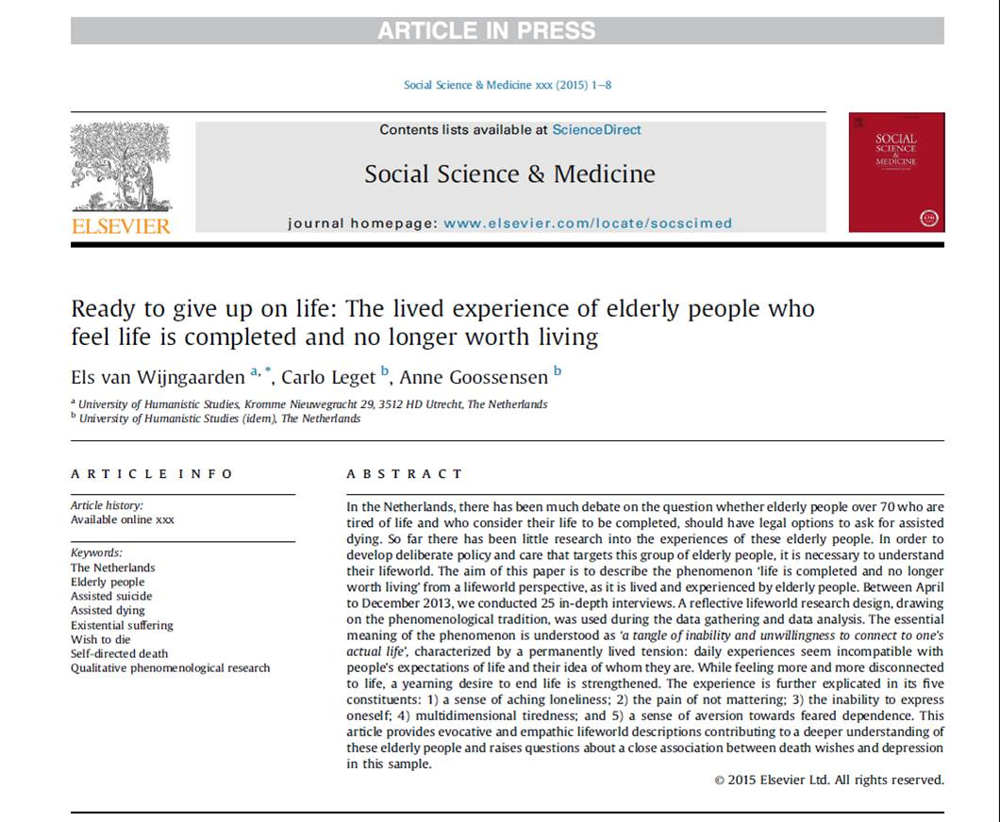 ARTICLE IN PRESS
Social Science & Medicine xxx (2015) 1–8
Contents lists available at ScienceDirect
Social Science & Medicine
journal homepage: www.elsevier.com/locate/socscimed
ELSEVIER
SOCIAL
SCIENCE
&
MEDICINE
Ready to give up on life: The lived experience of elderly people who
feel life is completed and no longer worth living
Els van Wijngaarden a, *, Carlo Leget b, Anne Goossensen b
a University of Humanistic Studies, Kromme Nieuwegracht 29, 3512 HD Utrecht, The Netherlands
b University of Humanistic Studies (idem), The Netherlands
ARTICLE INFO
Article history:
Available online xxx
Keywords:
The Netherlands
Elderly people
Assisted suicide
Assisted dying
Existential suffering
Wish to die
Self-directed death
Qualitative phenomenological research
ABSTRACT
In the Netherlands, there has been much debate on the question whether elderly people over 70 who are
tired of life and who consider their life to be completed, should have legal options to ask for assisted
dying. So far there has been little research into the experiences of these elderly people. In order to
develop deliberate policy and care that targets this group of elderly people, it is necessary to understand
their lifeworld. The aim of this paper is to describe the phenomenon 'life is completed and no longer
worth living' from a lifeworld perspective, as it is lived and experienced by elderly people. Between April
to December 2013, we conducted 25 in-depth interviews. A reflective lifeworld research design, drawing
on the phenomenological tradition, was used during the data gathering and data analysis. The essential
meaning of the phenomenon is understood as 'a tangle of inability and unwillingness to connect to one's
actual life', characterized by a permanently lived tension: daily experiences seem incompatible with
people's expectations of life and their idea of whom they are. While feeling more and more disconnected
to life, a yearning desire to end life is strengthened. The experience is further explicated in its five
constituents: 1) a sense of aching loneliness; 2) the pain of not mattering; 3) the inability to express
oneself; 4) multidimensional tiredness; and 5) a sense of aversion towards feared dependence. This
article provides evocative and empathic lifeworld descriptions contributing to a deeper understanding of
these elderly people and raises questions about a close association between death wishes and depression
in this sample.
© 2015 Elsevier Ltd. All rights reserved.